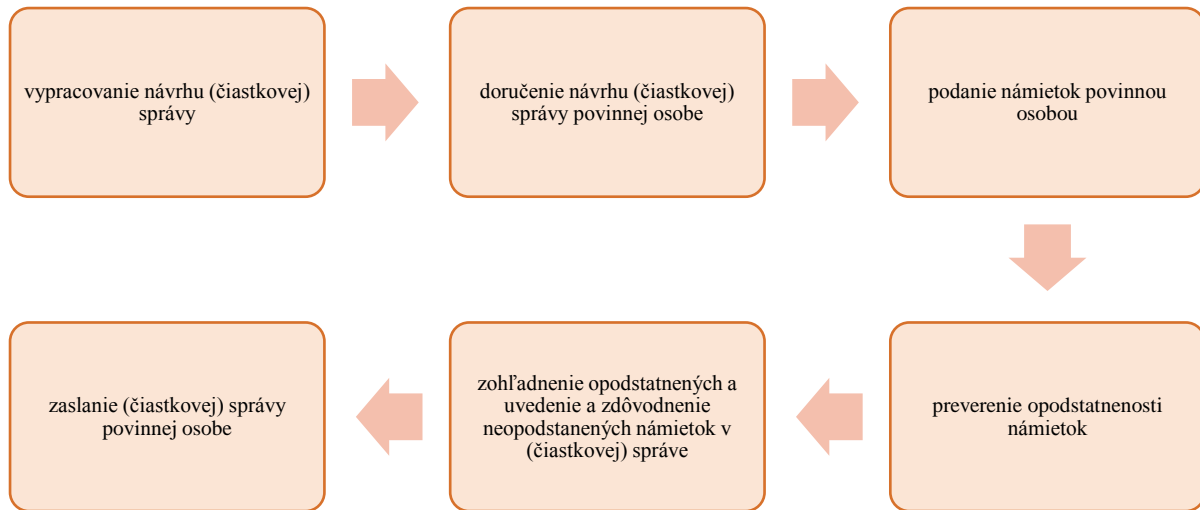 vypracovanie návrhu (čiastkovej)
správy
doručenie návrhu (čiastkovej)
správy povinnej osobe
podanie námietok povinnou
osobou
preverenie opodstatnenosti
námietok
zohľadnenie opodstatnených a
uvedenie a zdôvodnenie
neopodstanených námietok v
(čiastkovej) správe
zaslanie (čiastkovej) správy
povinnej osobe